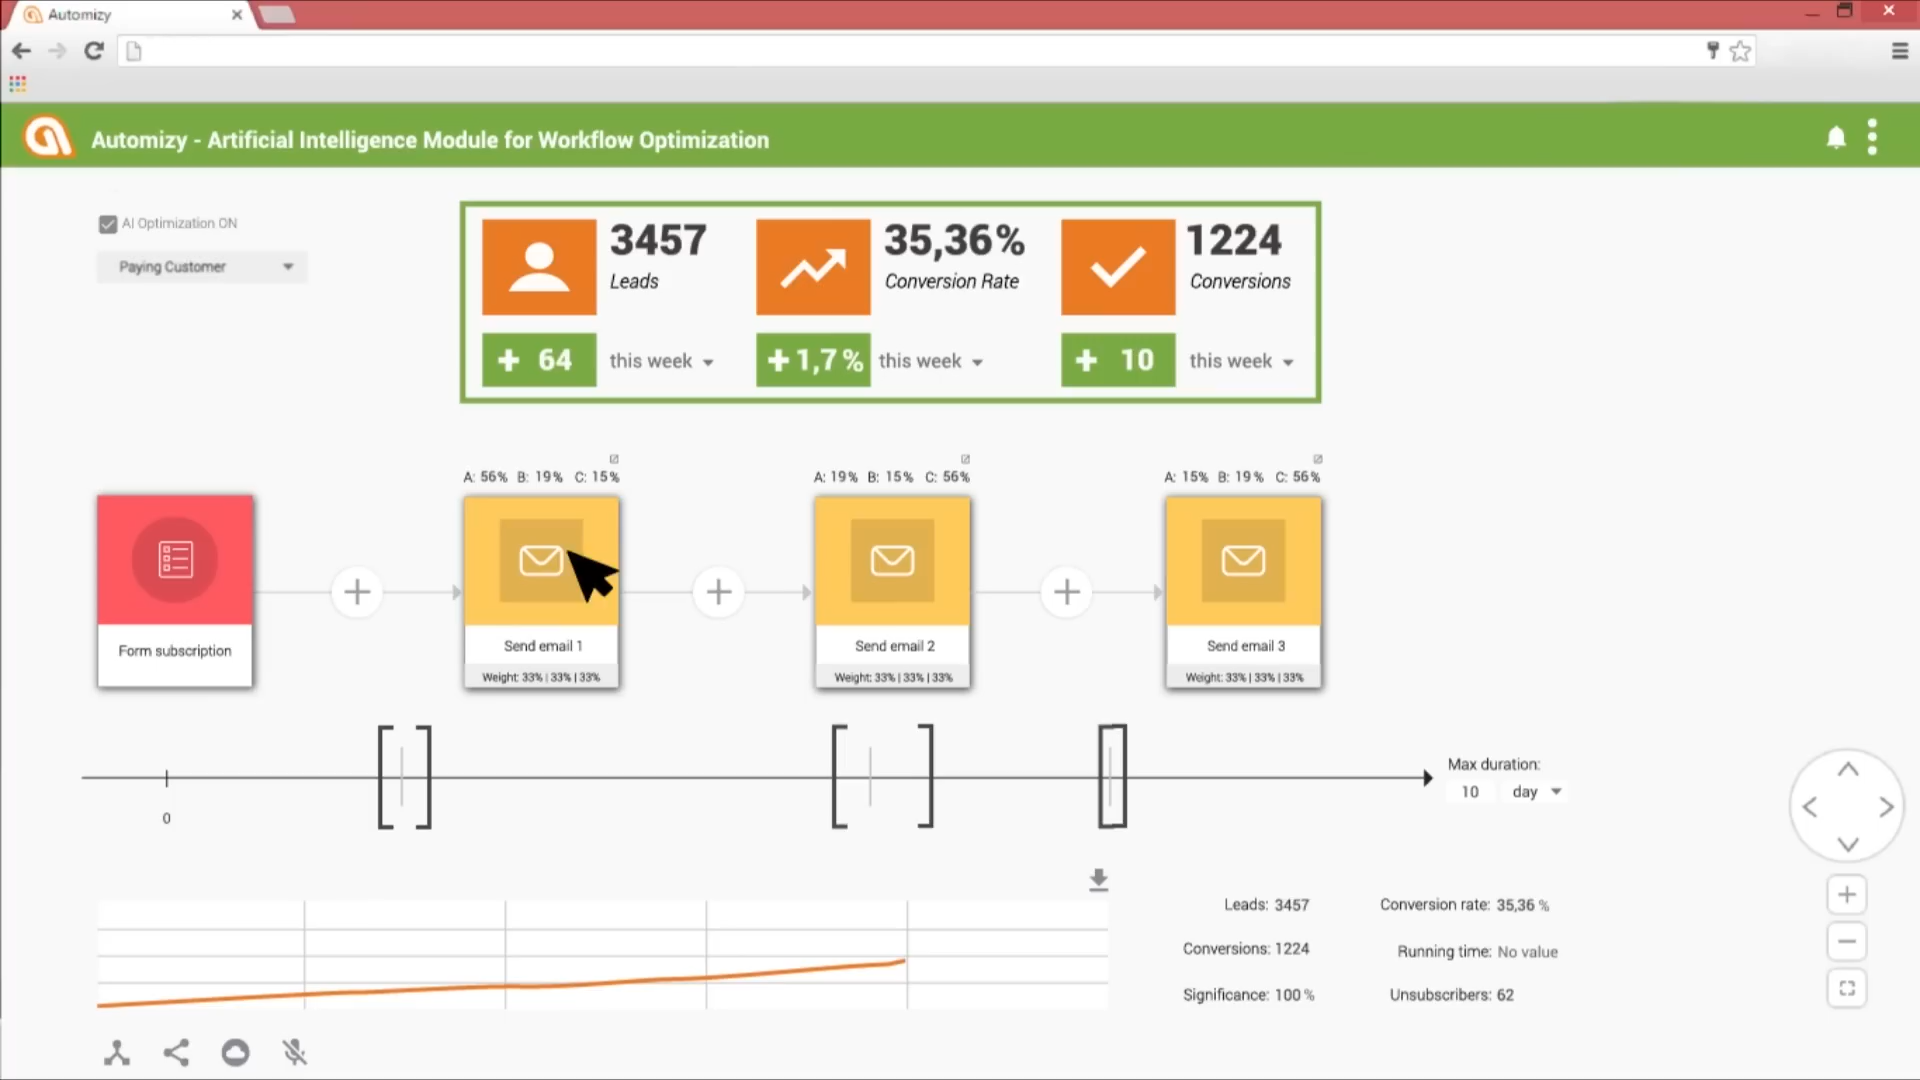 Automizy
Automizy - Artificial Intelligence Module for Workflow Optimization
AI Optimization ON
Paying Customer
3457
Leads
+ 64
this week
35,36%
Conversion Rate
+1,7%
this week
1224
Conversions
+ 10
this week
A: 56% B: 19% C: 15%
A: 19% B: 15% C: 56%
A: 15% B: 19% C: 56%
Form subscription
Send email 1
Weight: 33% | 33% | 33%
Send email 2
Weight: 33% | 33% | 33%
Send email 3
Weight: 33% | 33% | 33%
0
Max duration:
10 day
Leads: 3457
Conversion rate: 35,36 %
Conversions: 1224
Running time: No value
Significance: 100 %
Unsubscribers: 62